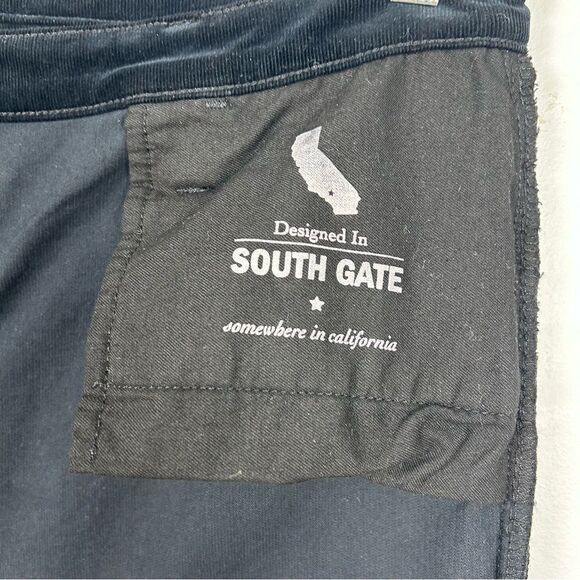 Designed In
SOUTH GATE
somewhere in california